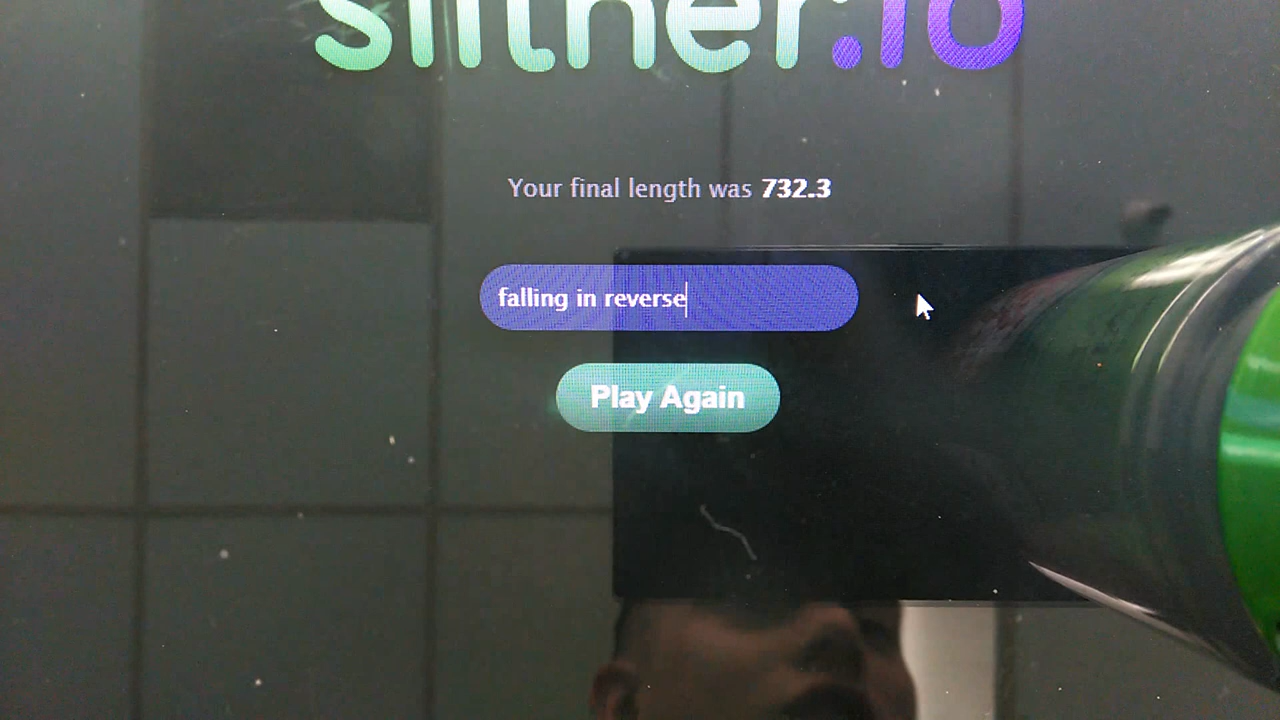 slither.io
Your final length was 732.3
falling in reverse
Play Again